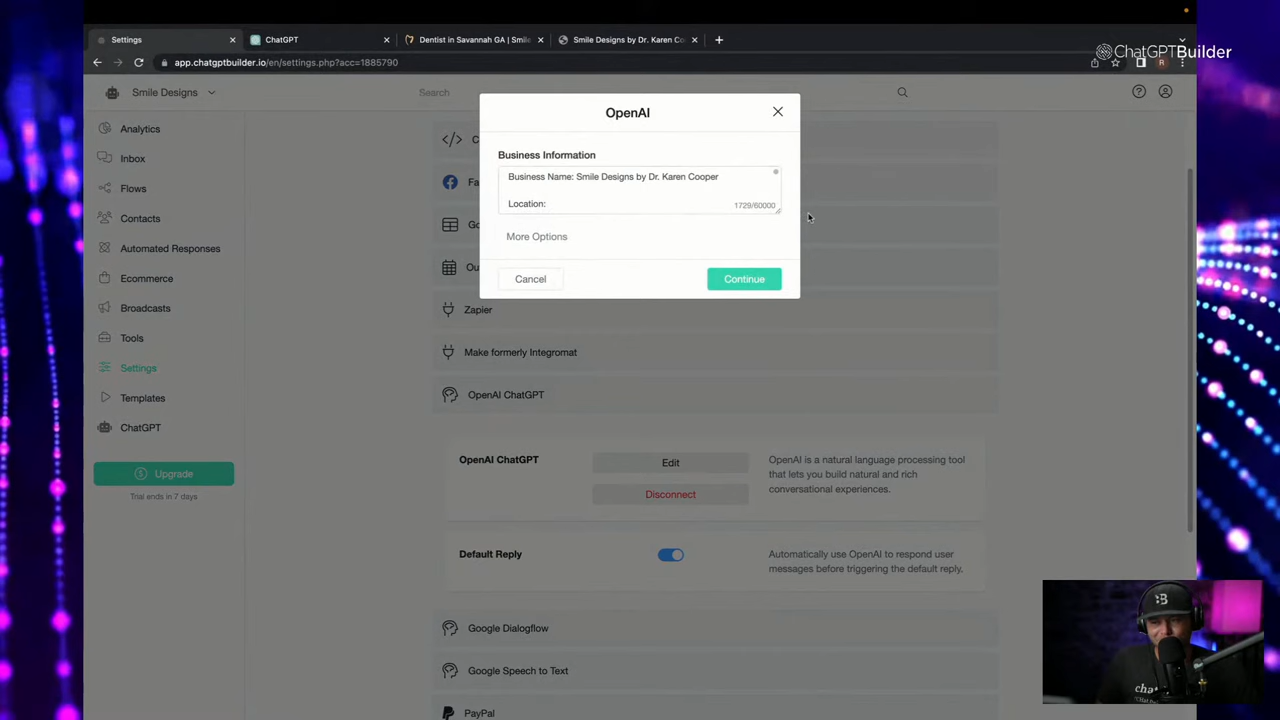 Settings
ChatGPT
Dentist in Savannah GA | Smile
Smile Designs by Dr. Karen Co
ChatGPTBuilder
app.chatgptbuilder.io/en/settings.php?acc=1885790
R
Smile Designs
Search
OpenAI
Business Information
Business Name: Smile Designs by Dr. Karen Cooper
Location:
1729/60000
More Options
Cancel
Continue
Analytics
Inbox
Flows
Contacts
Automated Responses
Ecommerce
Broadcasts
Tools
Settings
Templates
ChatGPT
Upgrade
Trial ends in 7 days
Zapier
Make formerly Integromat
OpenAI ChatGPT
OpenAI ChatGPT
Edit
Disconnect
OpenAI is a natural language processing tool
that lets you build natural and rich
conversational experiences.
Default Reply
Automatically use OpenAI to respond user
messages before triggering the default reply.
Google Dialogflow
Google Speech to Text
PayPal